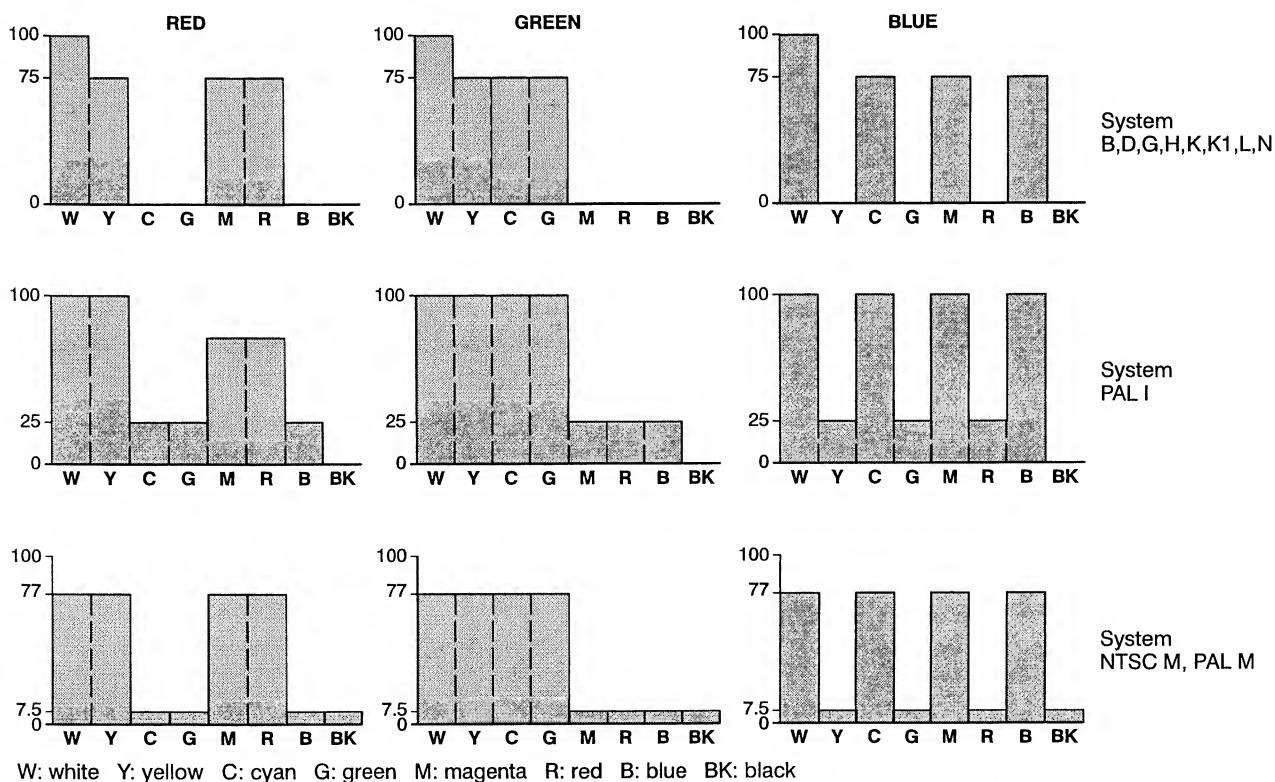 RED GREEN BLUE
100 100 100
75 75 75
0 0 0
W Y C G M R B BK W Y C G M R B BK W Y C G M R B BK
System
B,D,G,H,K,K1,L,N
100 100 100
25 25 25
0 0 0
W Y C G M R B BK W Y C G M R B BK W Y C G M R B BK
System
PAL I
100 100 100
77 77 77
7.5 7.5 7.5
0 0 0
W Y C G M R B BK W Y C G M R B BK W Y C G M R B BK
System
NTSC M, PAL M
W: white Y: yellow C: cyan G: green M: magenta R: red B: blue BK: black